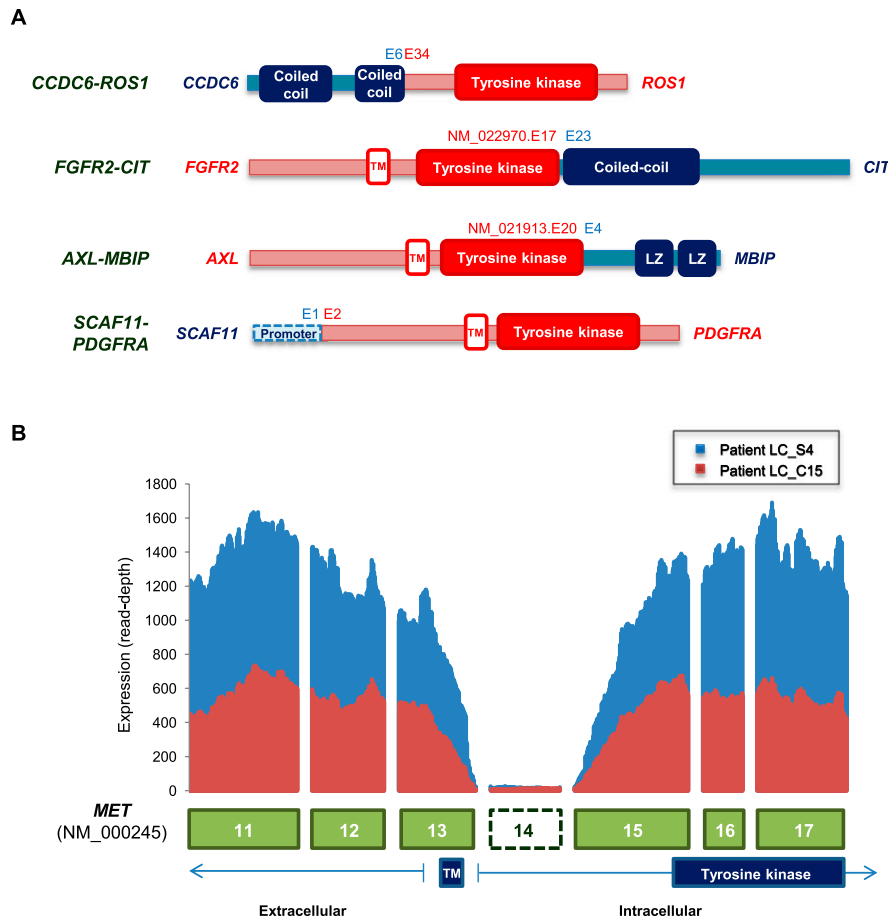 A
E6 E34
CCDC6-ROS1 CCDC6 Coiled coil Coiled coil Tyrosine kinase ROS1
NM_022970.E17 E23
FGFR2-CIT FGFR2 TM Tyrosine kinase Coiled-coil CIT
NM_021913.E20 E4
AXL-MBIP AXL TM Tyrosine kinase LZ LZ MBIP
E1 E2
SCAF11-
PDGFRA SCAF11 Promoter TM Tyrosine kinase PDGFRA
B
Patient LC_S4
Patient LC_C15
Expression (read-depth)
1800
1600
1400
1200
1000
800
600
400
200
0
MET
(NM_000245)
11 12 13 14 15 16 17
TM Tyrosine kinase
Extracellular Intracellular